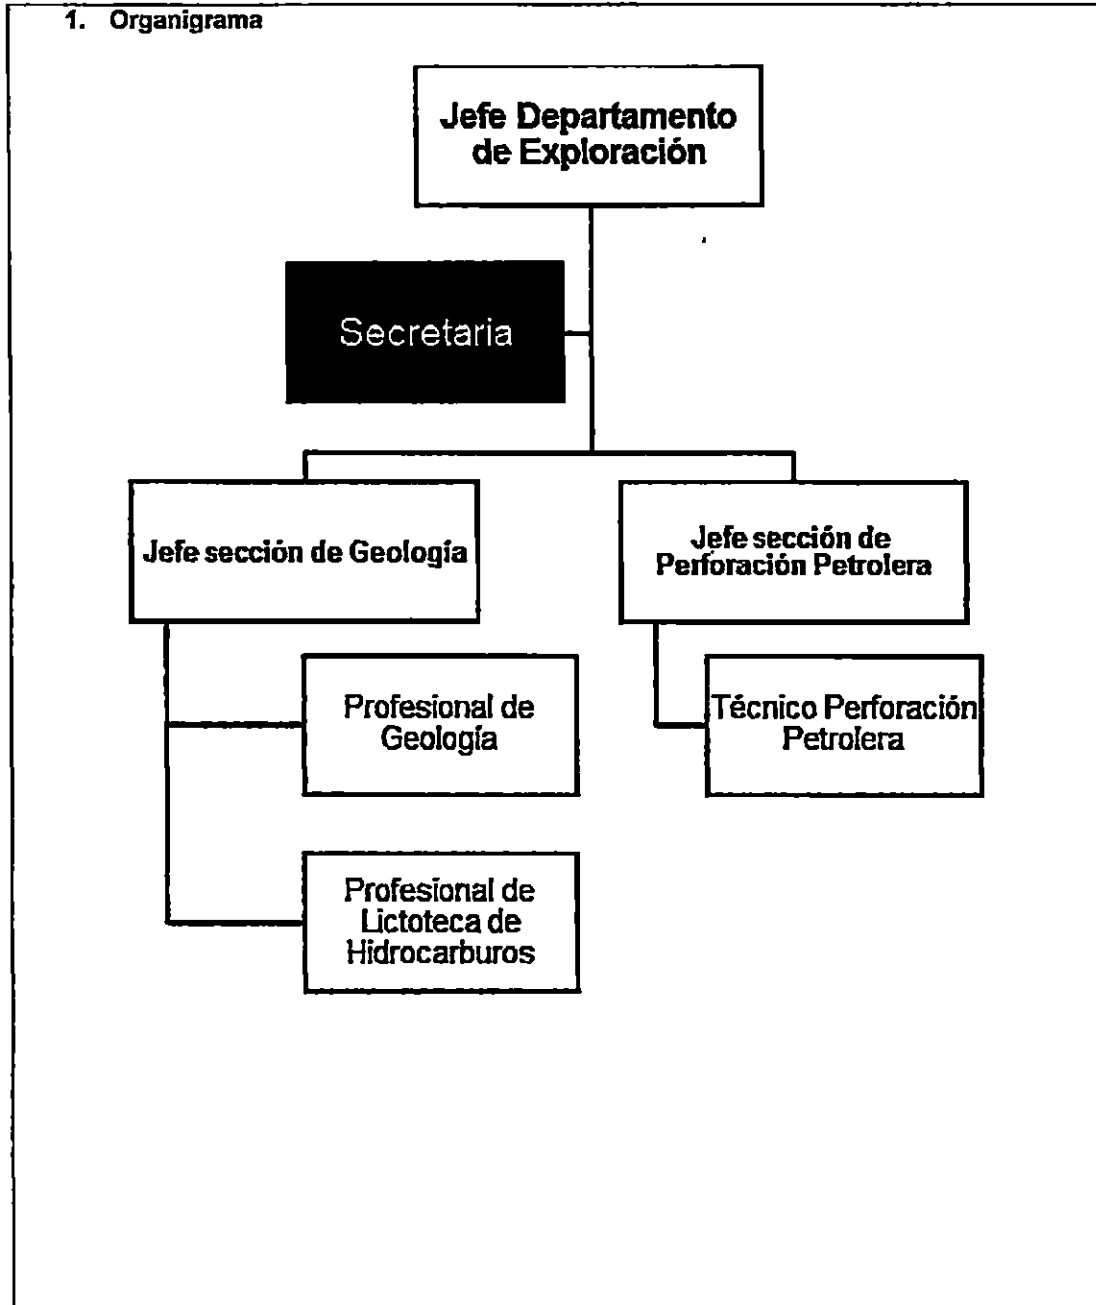 1. Organigrama
Jefe Departamento
de Exploración
Secretaria
Jefe sección de Geología
Jefe sección de
Perforación Petrolera
Profesional de
Geología
Técnico Perforación
Petrolera
Profesional de
Lictoteca de
Hidrocarburos